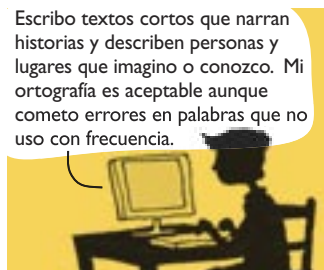 Escribo textos cortos que narran
historias y describen personas y
lugares que imagino o conozco. Mi
ortografía es aceptable aunque
cometo errores en palabras que no
uso con frecuencia.